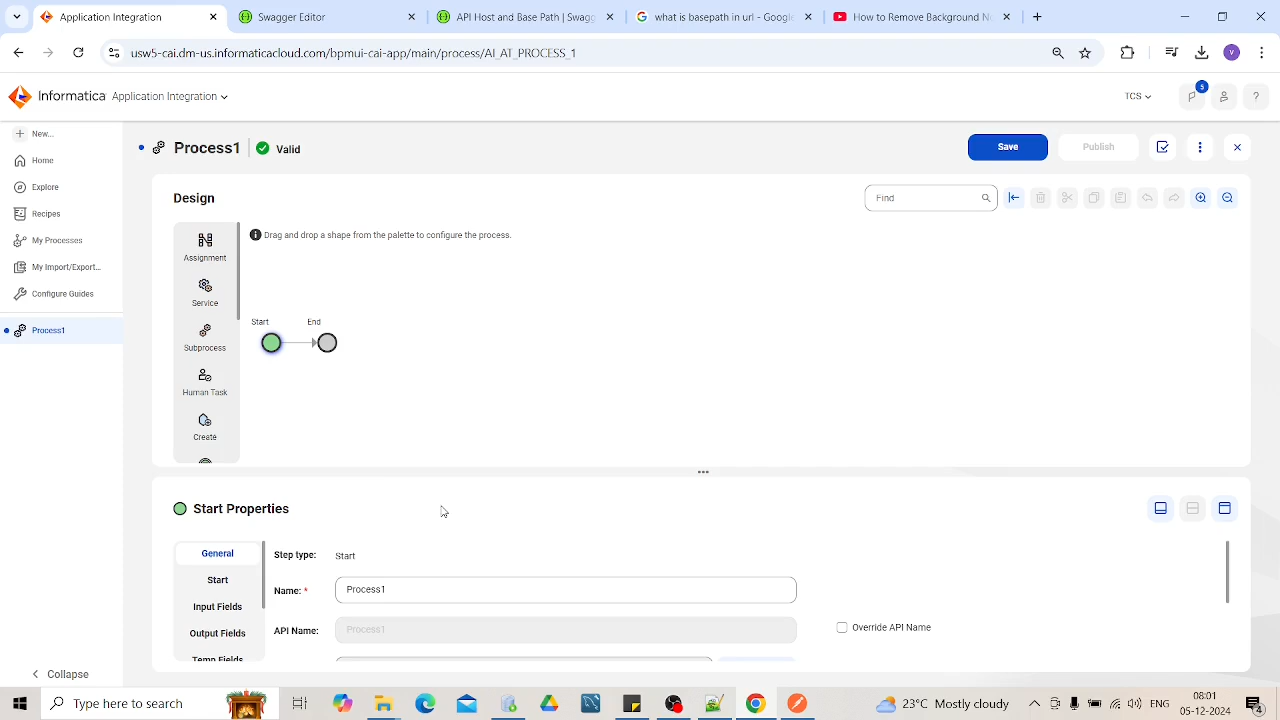 Application Integration
Swagger Editor
API Host and Base Path | Swagg
what is basepath in url - Google
How to Remove Background N
usw5-cai.dm-us.informaticacloud.com/bpmui-cai-app/main/process/AI_AT_PROCESS_1
V
Informatica Application Integration
TCS
5
?
New...
Home
Explore
Recipes
My Processes
My Import/Export...
Configure Guides
Process1
Collapse
Process1
Valid
Save
Publish
Design
Find
Drag and drop a shape from the palette to configure the process.
Assignment
Service
Subprocess
Human Task
Create
Start
End
Start Properties
General
Start
Input Fields
Output Fields
Temp Fields
Step type:
Start
Name: *
Process1
API Name:
Process1
Override API Name
Type here to search
23°C Mostly cloudy
ENG
08:01
05-12-2024
4